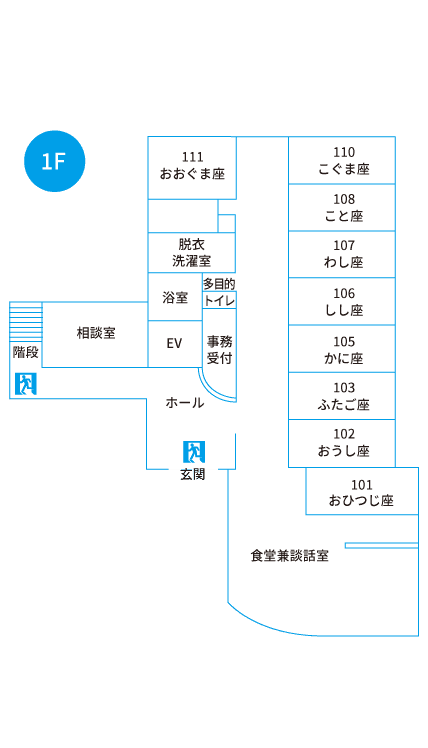 1F
111
おおぐま座
110
こぐま座
108
こと座
脱衣
洗濯室
107
わし座
浴室
多目的
トイレ
106
しし座
相談室
EV
事務
受付
105
かに座
階段
103
ふたご座
ホール
102
おうし座
玄関
101
おひつじ座
食堂兼談話室